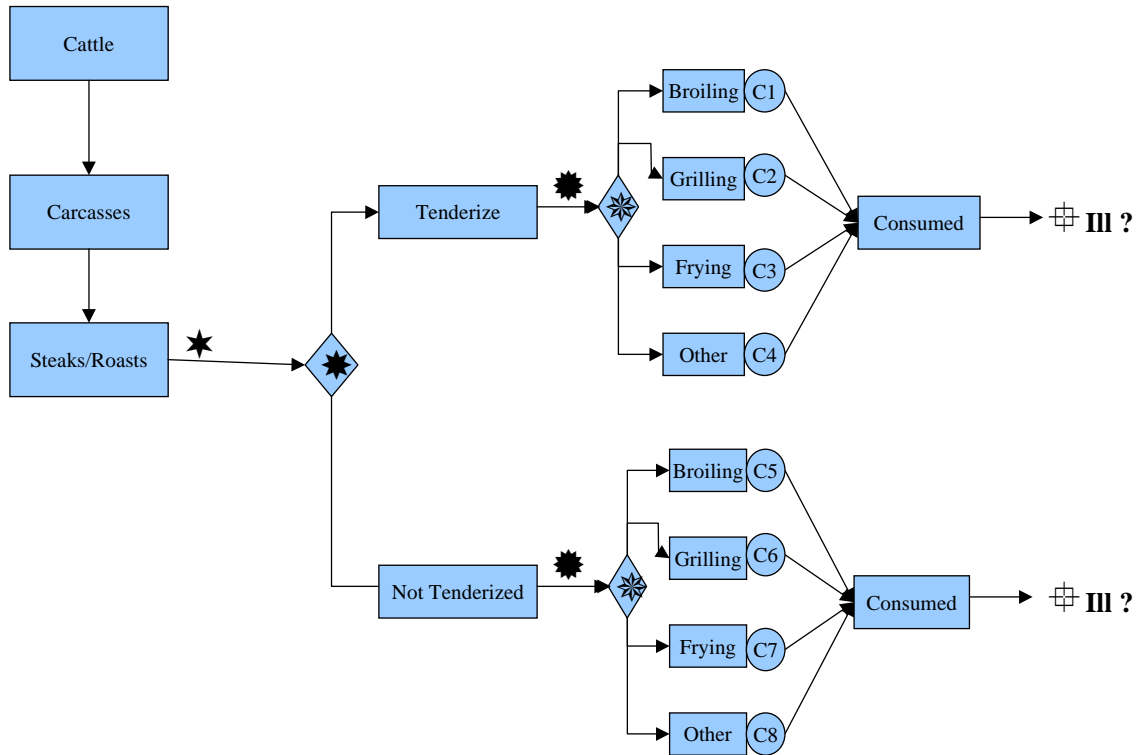 Cattle
Carcasses
Steaks/Roasts
Tenderize
Broiling C1
Grilling C2
Frying C3
Other C4
Consumed
Ill ?
Not Tenderized
Broiling C5
Grilling C6
Frying C7
Other C8
Consumed
Ill ?